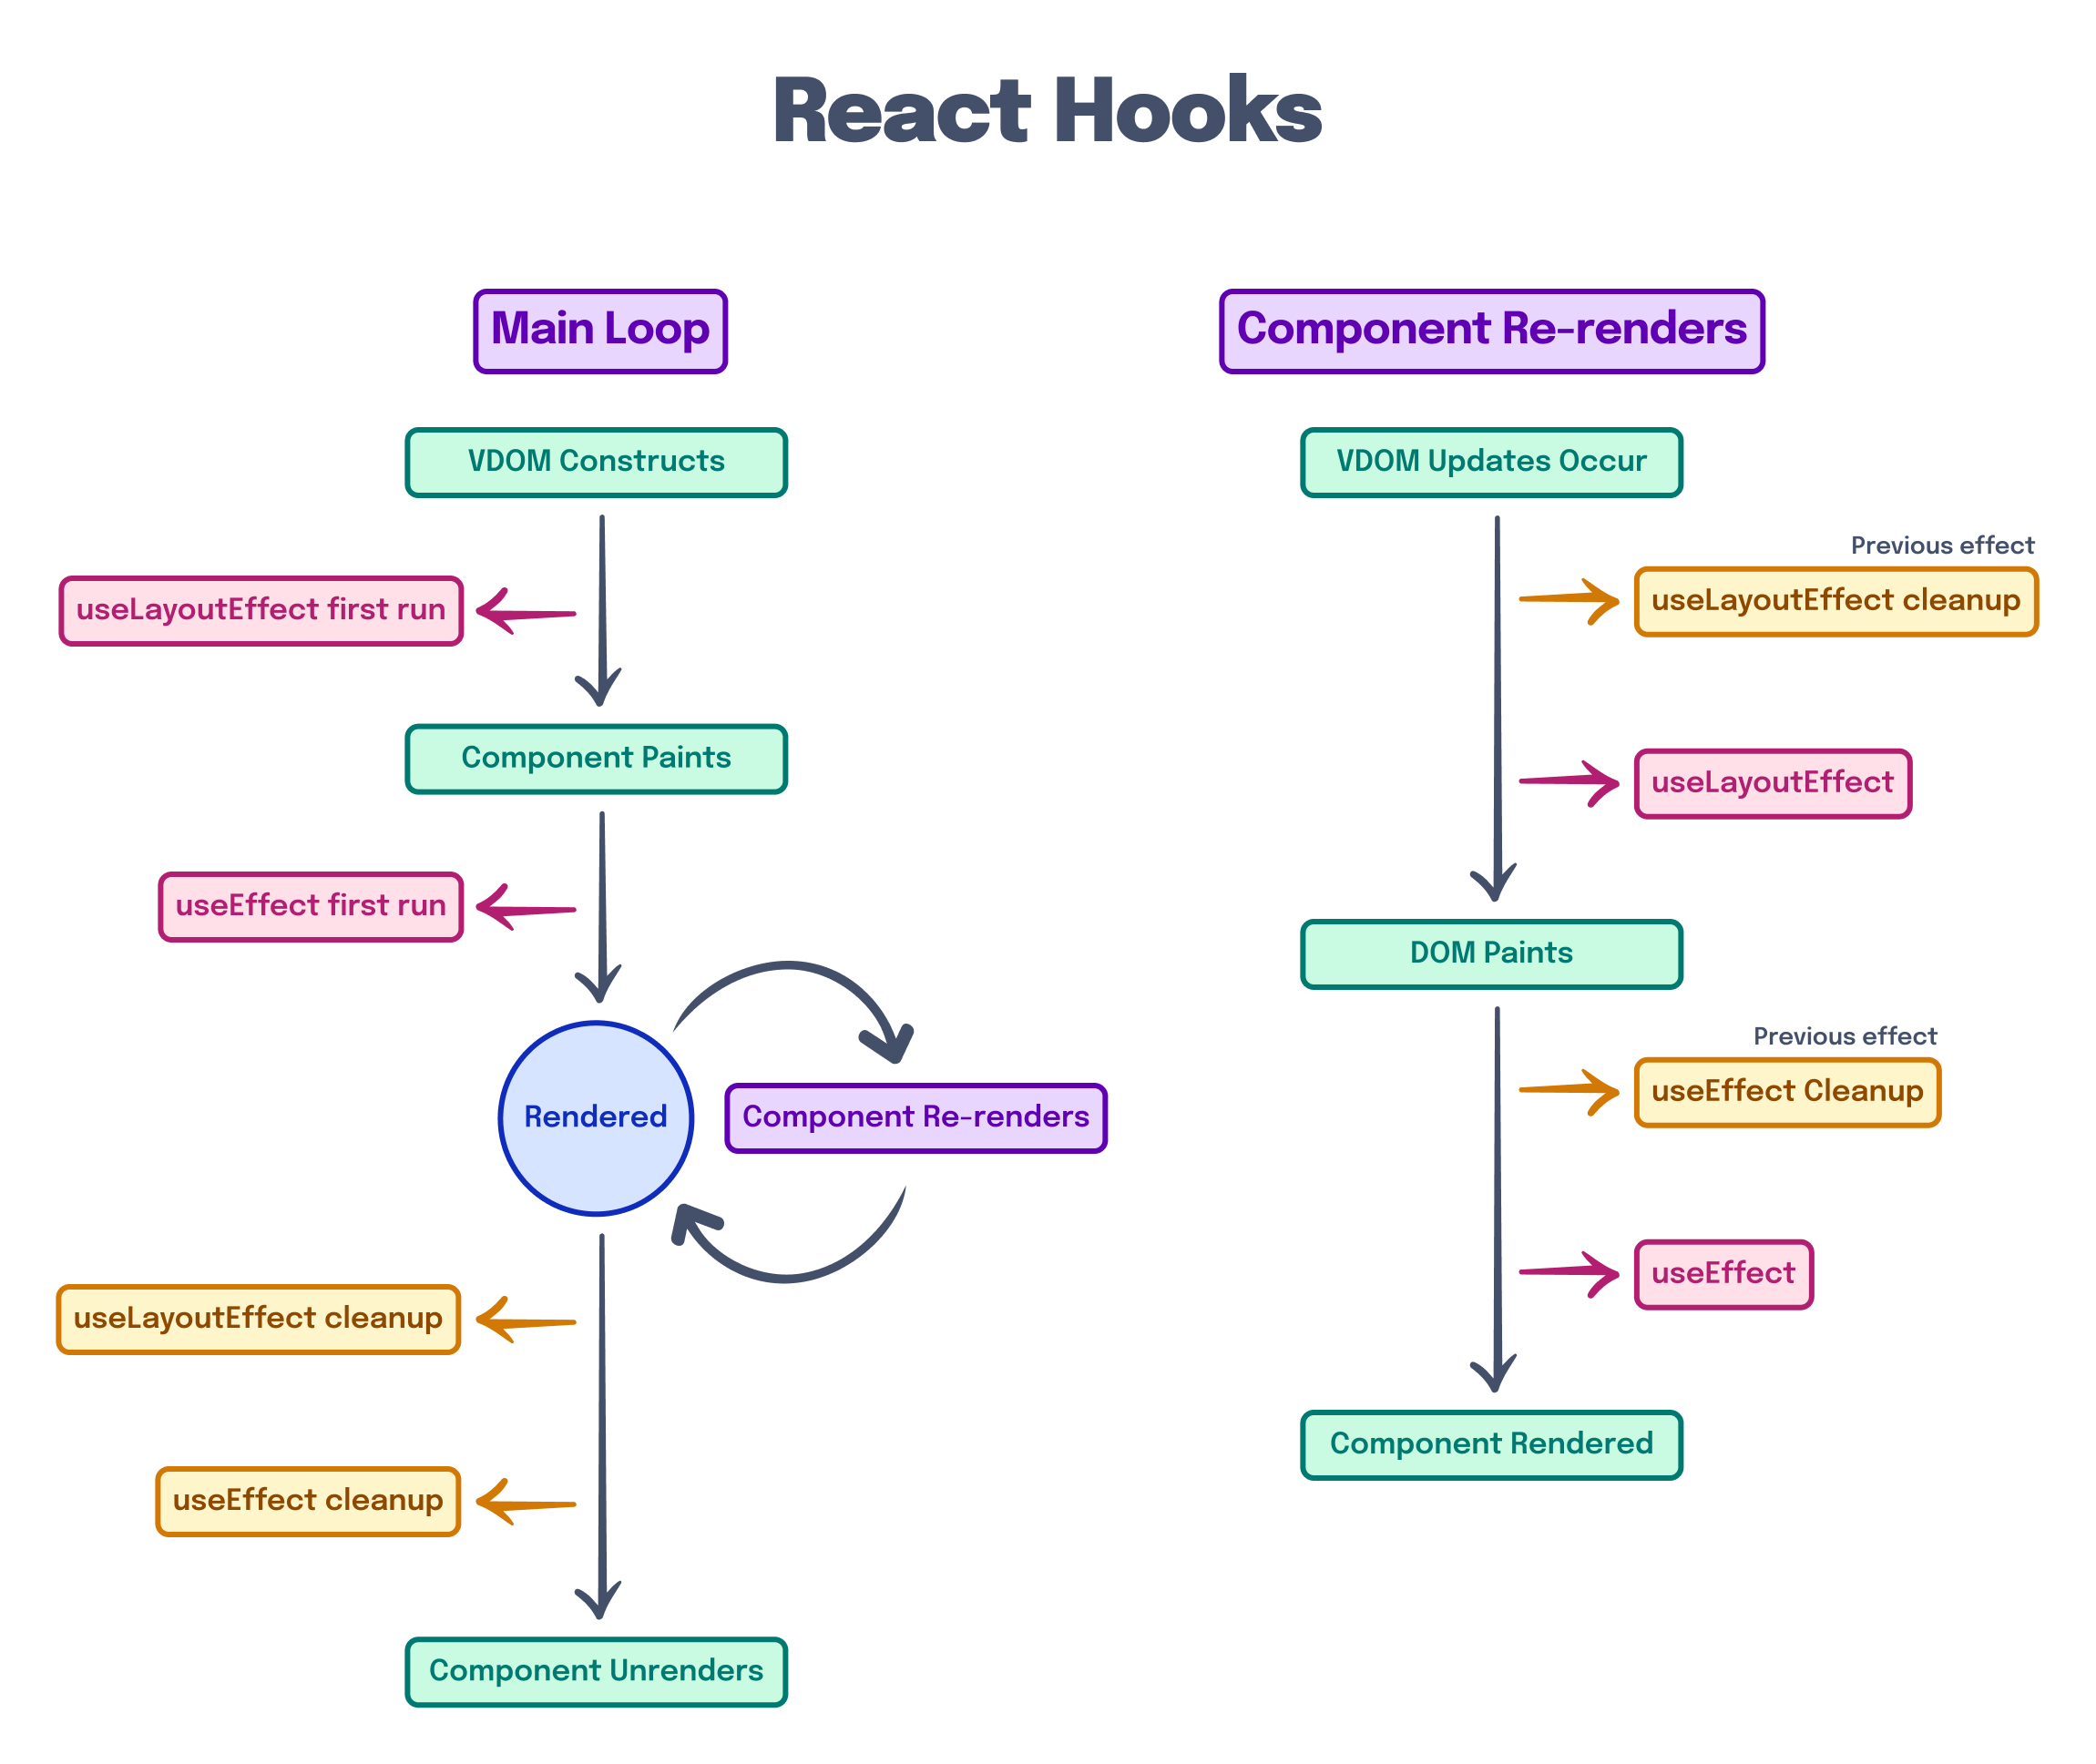 React Hooks
Main Loop
VDOM Constructs
useLayoutEffect first run
Component Paints
useEffect first run
Rendered
Component Re-renders
useLayoutEffect cleanup
useEffect cleanup
Component Unrenders
Component Re-renders
VDOM Updates Occur
Previous effect
useLayoutEffect cleanup
useLayoutEffect
DOM Paints
Previous effect
useEffect Cleanup
useEffect
Component Rendered